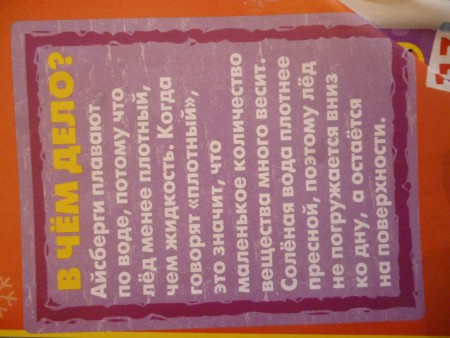 В ЧЁМ ДЕЛО?
Айсберги плавают
по воде, потому что
лёд менее плотный,
чем жидкость. Когда
говорят «плотный»,
это значит, что
маленькое количество
вещества много весит.
Солёная вода плотнее
пресной, поэтому лёд
не погружается вниз
ко дну, а остаётся
на поверхности.